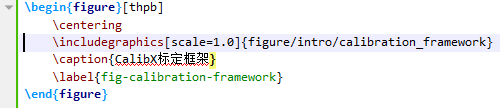 \begin{figure}[thpb]
\centering
\includegraphics[scale=1.0]{figure/intro/calibration_framework}
\caption{CalibX标定框架}
\label{fig-calibration-framework}
\end{figure}